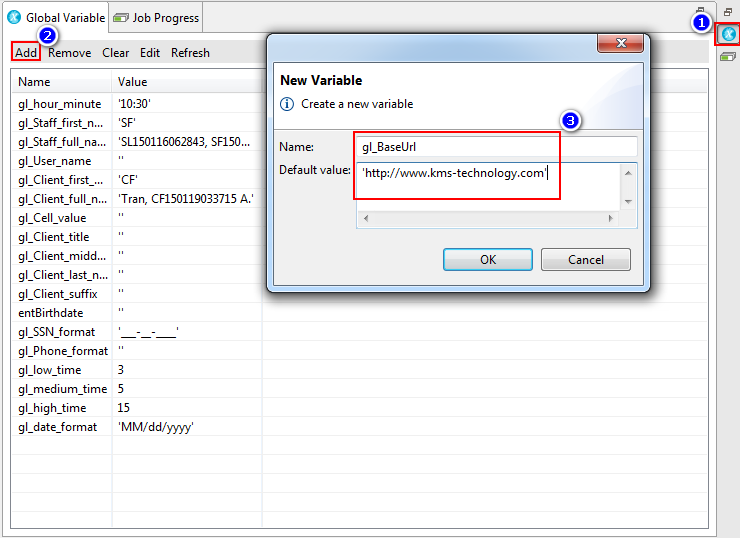 Global Variable
Job Progress
1
2
Add Remove Clear Edit Refresh
Name Value
gl_hour_minute '10:30'
gl_Staff_first_n... 'SF'
gl_Staff_full_na... 'SL150116062843, SF150...
gl_User_name ''
gl_Client_first_... 'CF'
gl_Client_full_n... 'Tran, CF150119033715 A.'
gl_Cell_value ''
gl_Client_title ''
gl_Client_midd... ''
gl_Client_last_n... ''
gl_Client_suffix ''
entBirthdate ''
gl_SSN_format '___-__-____'
gl_Phone_format ''
gl_low_time 3
gl_medium_time 5
gl_high_time 15
gl_date_format 'MM/dd/yyyy'
New Variable
Create a new variable
3
Name: gl_BaseUrl
Default value: 'http://www.kms-technology.com'
OK Cancel